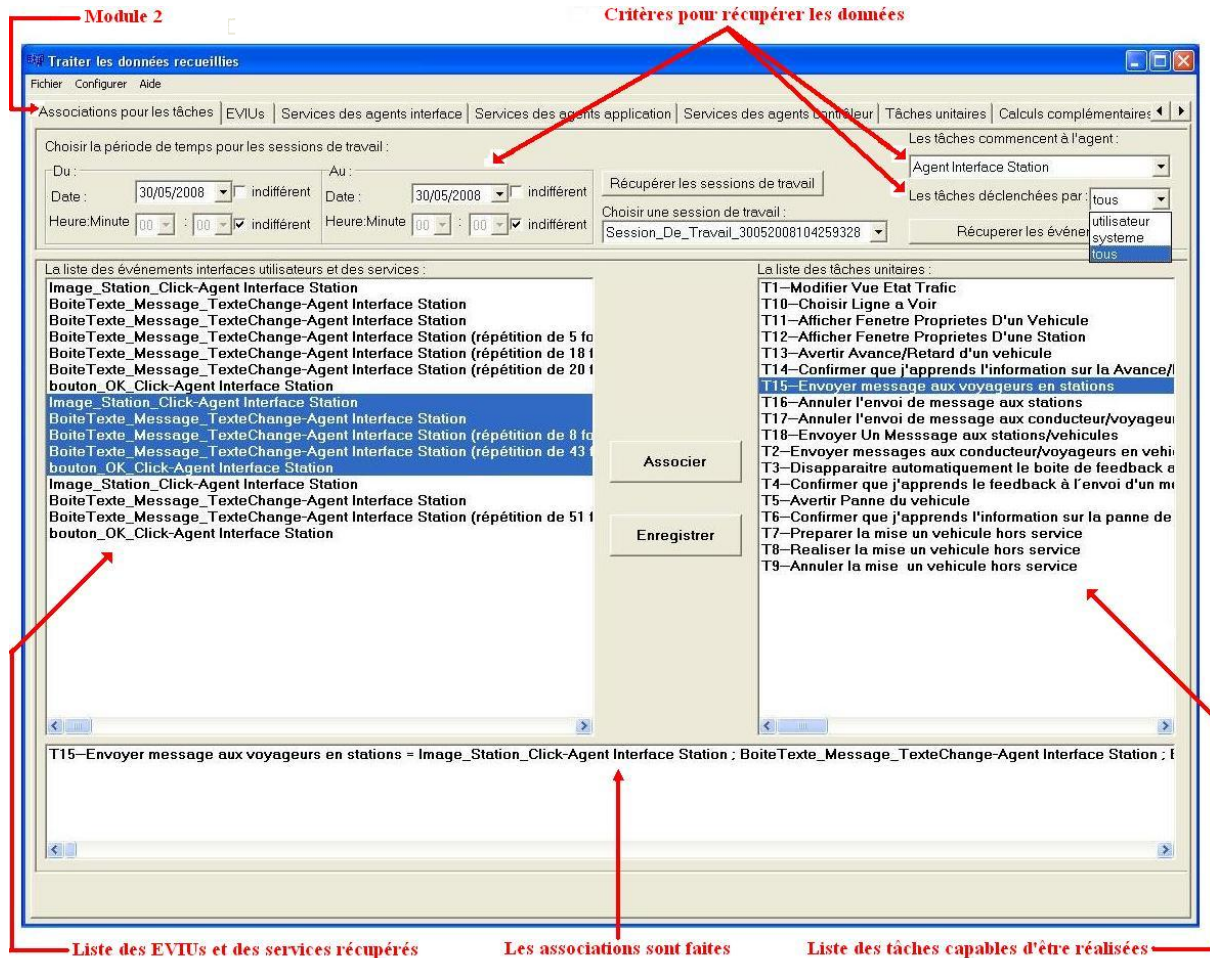 Module 2
Critères pour récupérer les données
Traiter les données recueillies
Fichier Configurer Aide
Associations pour les tâches EVIUs Services des agents interface Services des agents application Services des agents contrôleur Tâches unitaires Calculs complémentaires
Choisir la période de temps pour les sessions de travail :
Du :
Date : 30/05/2008 indifférent
Heure:Minute 00 : 00 indifférent
Au :
Date : 30/05/2008 indifférent
Heure:Minute 00 : 00 indifférent
Récupérer les sessions de travail
Choisir une session de travail :
Session_De_Travail_30052008104259328
Les tâches commencent à l'agent :
Agent Interface Station
Les tâches déclenchées par : tous
utilisateur
systeme
tous
Récuperer les événe
La liste des événements interfaces utilisateurs et des services :
Image_Station_Click-Agent Interface Station
BoiteTexte_Message_TexteChange-Agent Interface Station
BoiteTexte_Message_TexteChange-Agent Interface Station
BoiteTexte_Message_TexteChange-Agent Interface Station (répétition de 5 fo
BoiteTexte_Message_TexteChange-Agent Interface Station (répétition de 18 f
BoiteTexte_Message_TexteChange-Agent Interface Station (répétition de 20 f
bouton_OK_Click-Agent Interface Station
Image_Station_Click-Agent Interface Station
BoiteTexte_Message_TexteChange-Agent Interface Station
BoiteTexte_Message_TexteChange-Agent Interface Station (répétition de 8 fo
BoiteTexte_Message_TexteChange-Agent Interface Station (répétition de 43 f
bouton_OK_Click-Agent Interface Station
Image_Station_Click-Agent Interface Station
BoiteTexte_Message_TexteChange-Agent Interface Station
BoiteTexte_Message_TexteChange-Agent Interface Station (répétition de 51 f
bouton_OK_Click-Agent Interface Station
Associer
Enregistrer
La liste des tâches unitaires :
T1—Modifier Vue Etat Trafic
T10—Choisir Ligne a Voir
T11—Afficher Fenetre Proprietes D'un Vehicule
T12—Afficher Fenetre Proprietes D'une Station
T13—Avertir Avance/Retard d'un vehicule
T14—Confirmer que j'apprends l'information sur la Avance/
T15—Envoyer message aux voyageurs en stations
T16—Annuler l'envoi de message aux stations
T17—Annuler l'envoi de message aux conducteur/voyageu
T18—Envoyer Un Messsage aux stations/vehicules
T2—Envoyer messages aux conducteur/voyageurs en vehi
T3—Disapparaitre automatiquement le boite de feedback a
T4—Confirmer que j'apprends le feedback à l'envoi d'un me
T5—Avertir Panne du vehicule
T6—Confirmer que j'apprends l'information sur la panne de
T7—Preparer la mise un vehicule hors service
T8—Realiser la mise un vehicule hors service
T9—Annuler la mise un vehicule hors service
T15—Envoyer message aux voyageurs en stations = Image_Station_Click-Agent Interface Station ; BoiteTexte_Message_TexteChange-Agent Interface Station ;
Liste des EVIUs et des services récupérés
Les associations sont faites
Liste des tâches capables d'être réalisées